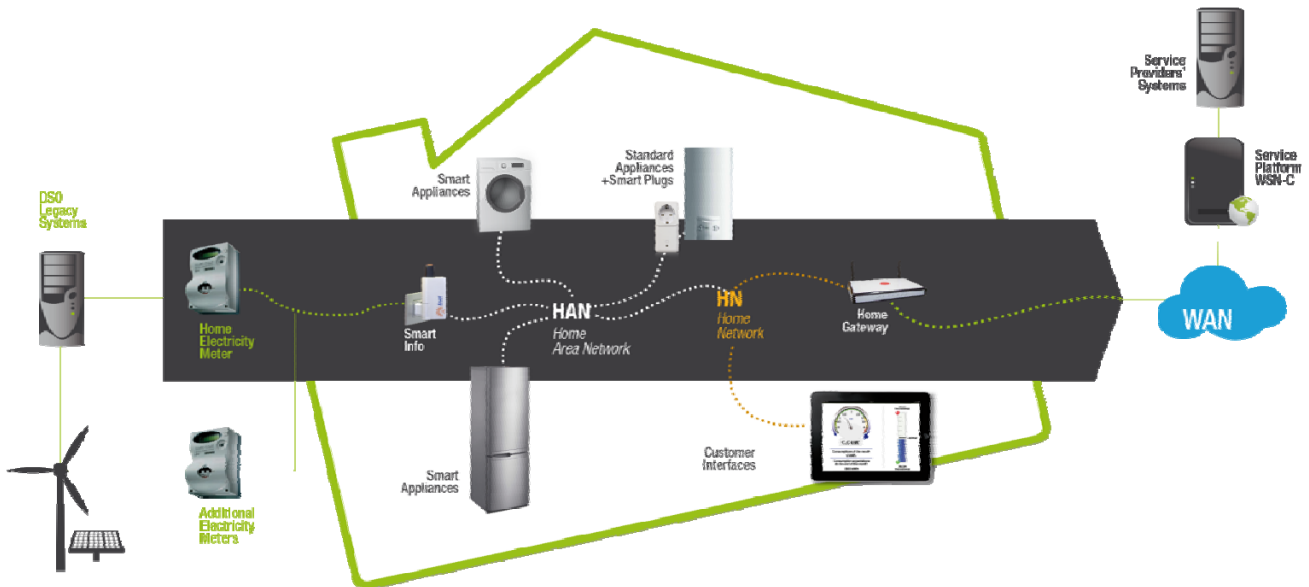 Service
Providers'
Systems
Service
Platform
WSN-C
Standard
Appliances
+Smart Plugs
Smart
Appliances
DSO
Legacy
Systems
HAN
Home
Area Network
HN
Home
Network
Home
Gateway
WAN
Smart
Info
Home
Electricity
Meter
Customer
Interfaces
Smart
Appliances
Additional
Electricity
Meters